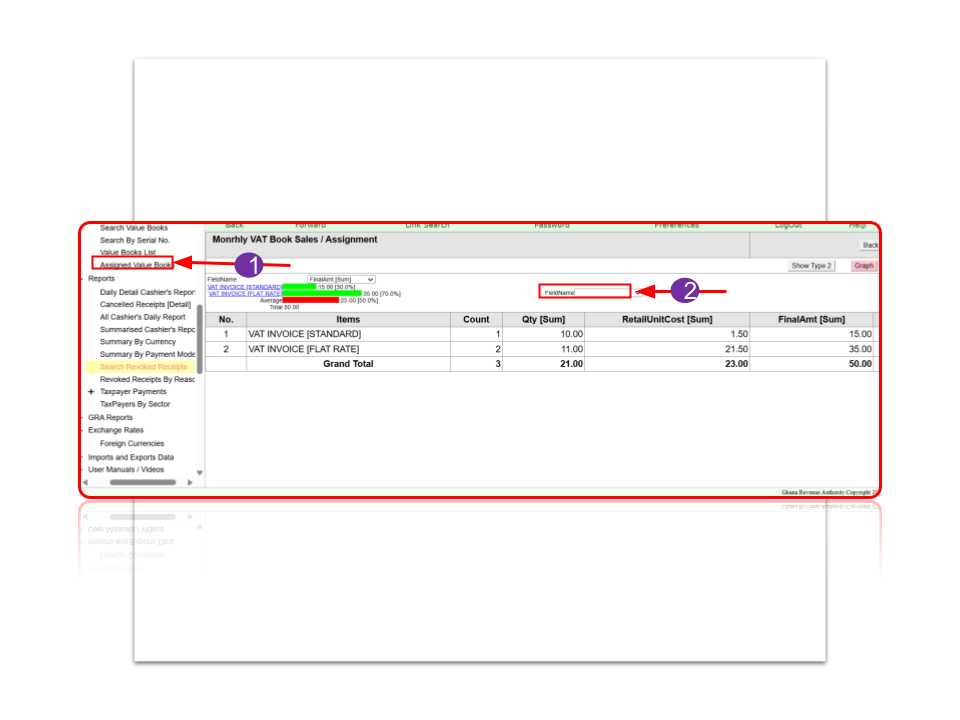 Back Forward Link Search Password Preferences LogOut Help
Search Value Books
Search By Serial No.
Value Books List
Assigned Value Books
Reports
Daily Detail Cashier's Repor
Cancelled Receipts [Detail]
All Cashier's Daily Report
Summarised Cashier's Repc
Summary By Currency
Summary By Payment Mode
Search Revoked Receipts
Revoked Receipts By Reasc
+ Taxpayer Payments
TaxPayers By Sector
GRA Reports
Exchange Rates
Foreign Currencies
Imports and Exports Data
User Manuals / Videos
Monrhly VAT Book Sales / Assignment
Back
1
Show Type 2 Graph
FieldName FinalAmt [Sum]
VAT INVOICE [STANDARD] 15.00 [30.0%]
VAT INVOICE [FLAT RATE] 35.00 [70.0%]
Average 25.00 [50.0%]
Total 50.00
FieldName
2
No. Items Count Qty [Sum] RetailUnitCost [Sum] FinalAmt [Sum]
1 VAT INVOICE [STANDARD] 1 10.00 1.50 15.00
2 VAT INVOICE [FLAT RATE] 2 11.00 21.50 35.00
Grand Total 3 21.00 23.00 50.00
Ghana Revenue Authority Copyright 20